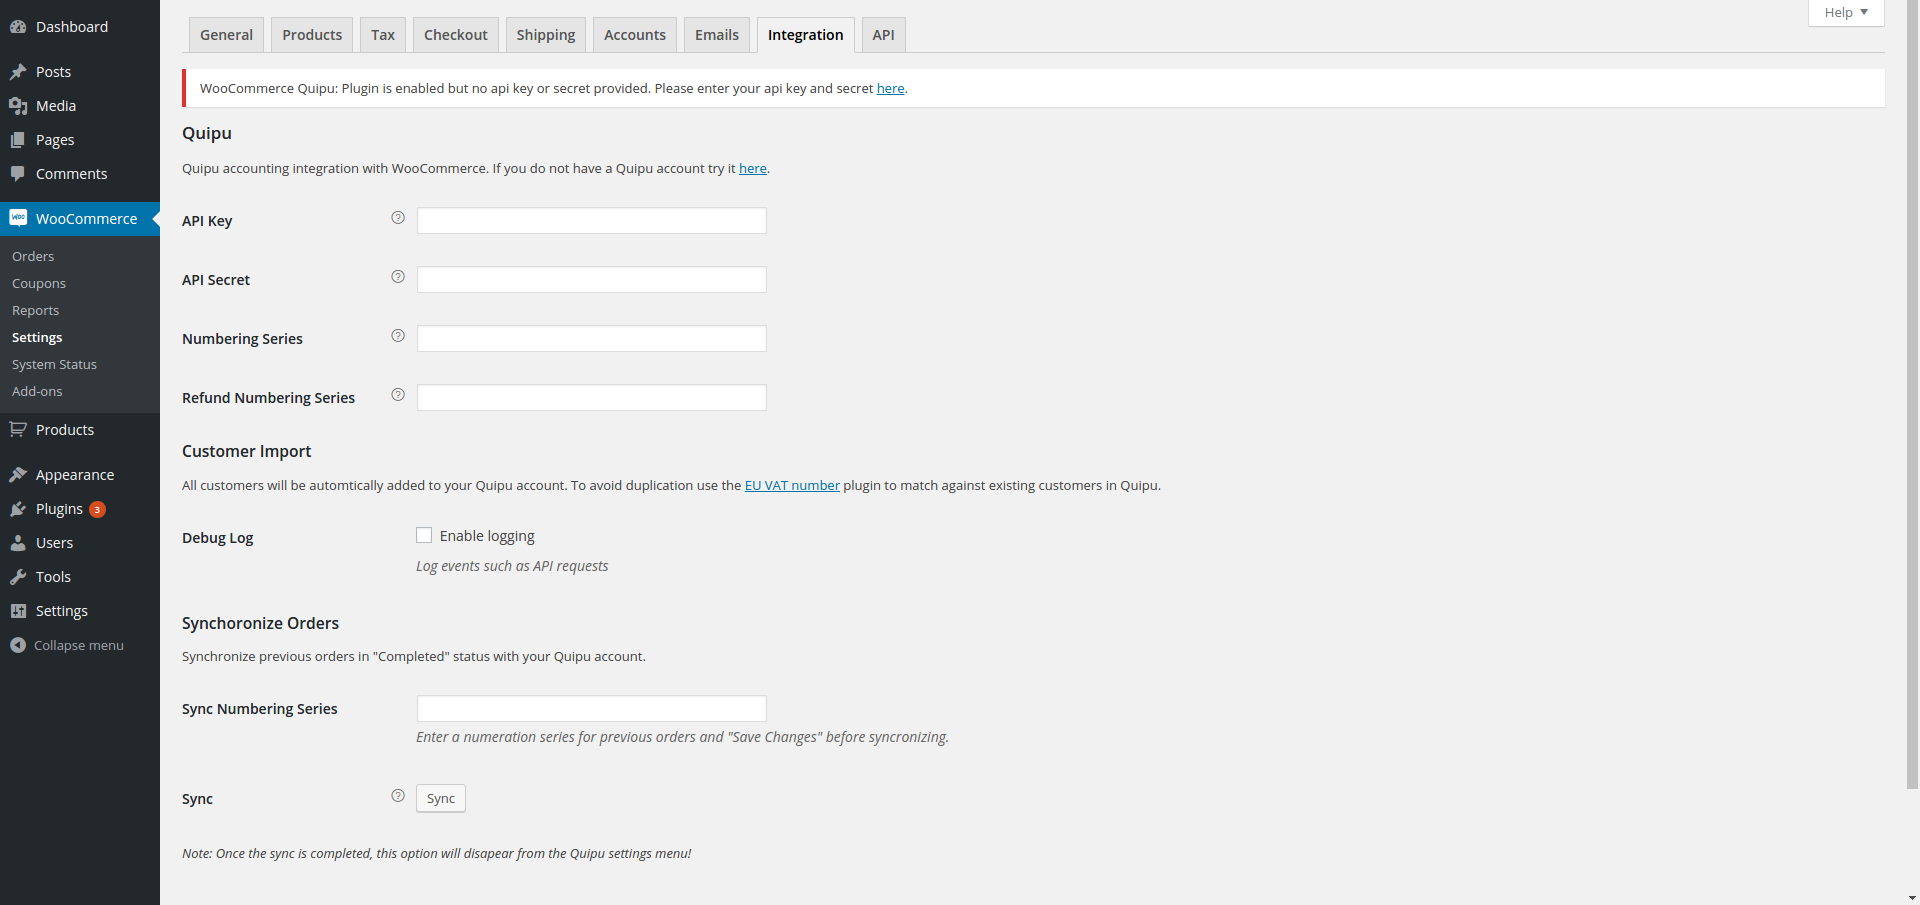 Dashboard
Posts
Media
Pages
Comments
WooCommerce
Orders
Coupons
Reports
Settings
System Status
Add-ons
Products
Appearance
Plugins 3
Users
Tools
Settings
Collapse menu
Help
General Products Tax Checkout Shipping Accounts Emails Integration API
WooCommerce Quipu: Plugin is enabled but no api key or secret provided. Please enter your api key and secret here.
Quipu
Quipu accounting integration with WooCommerce. If you do not have a Quipu account try it here.
API Key ?
API Secret ?
Numbering Series ?
Refund Numbering Series ?
Customer Import
All customers will be automtically added to your Quipu account. To avoid duplication use the EU VAT number plugin to match against existing customers in Quipu.
Debug Log Enable logging
Log events such as API requests
Synchoronize Orders
Synchronize previous orders in "Completed" status with your Quipu account.
Sync Numbering Series
Enter a numeration series for previous orders and "Save Changes" before syncronizing.
Sync ? Sync
Note: Once the sync is completed, this option will disapear from the Quipu settings menu!